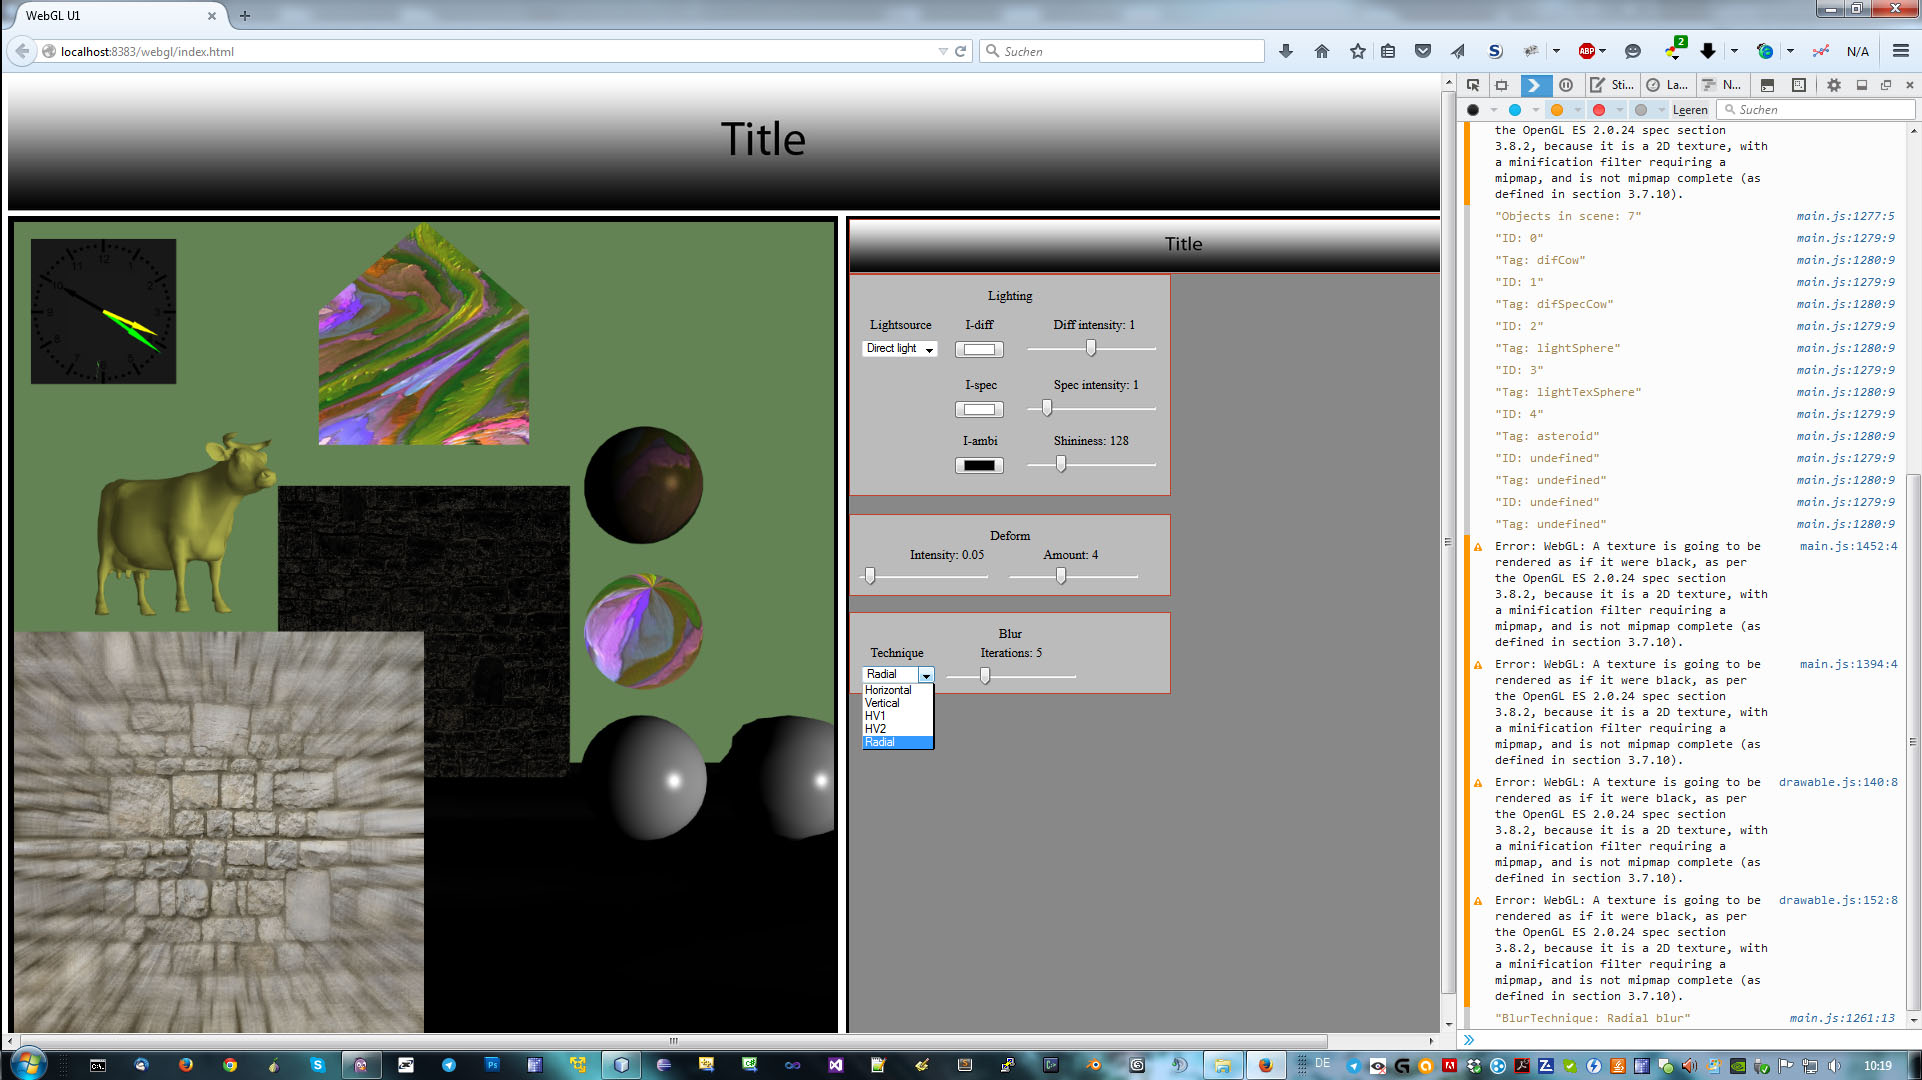 WebGL U1
localhost:8383/webgl/index.html
Suchen
ABP
2
N/A
Title
Title
12
11
10
9
8
7
6
5
3
2
Lighting
Lightsource
I-diff
Diff intensity: 1
Direct light
I-spec
Spec intensity: 1
I-ambi
Shininess: 128
Deform
Intensity: 0.05
Amount: 4
Blur
Technique
Iterations: 5
Radial
Horizontal
Vertical
HV1
HV2
Radial
Sti...
La...
N...
Leeren
Suchen
the OpenGL ES 2.0.24 spec section
3.8.2, because it is a 2D texture, with
a minification filter requiring a
mipmap, and is not mipmap complete (as
defined in section 3.7.10).
"Objects in scene: 7" main.js:1277:5
"ID: 0" main.js:1279:9
"Tag: difCow" main.js:1280:9
"ID: 1" main.js:1279:9
"Tag: difSpecCow" main.js:1280:9
"ID: 2" main.js:1279:9
"Tag: lightSphere" main.js:1280:9
"ID: 3" main.js:1279:9
"Tag: lightTexSphere" main.js:1280:9
"ID: 4" main.js:1279:9
"Tag: asteroid" main.js:1280:9
"ID: undefined" main.js:1279:9
"Tag: undefined" main.js:1280:9
"ID: undefined" main.js:1279:9
"Tag: undefined" main.js:1280:9
Error: WebGL: A texture is going to be main.js:1452:4
rendered as if it were black, as per
the OpenGL ES 2.0.24 spec section
3.8.2, because it is a 2D texture, with
a minification filter requiring a
mipmap, and is not mipmap complete (as
defined in section 3.7.10).
Error: WebGL: A texture is going to be main.js:1394:4
rendered as if it were black, as per
the OpenGL ES 2.0.24 spec section
3.8.2, because it is a 2D texture, with
a minification filter requiring a
mipmap, and is not mipmap complete (as
defined in section 3.7.10).
Error: WebGL: A texture is going to be drawable.js:140:8
rendered as if it were black, as per
the OpenGL ES 2.0.24 spec section
3.8.2, because it is a 2D texture, with
a minification filter requiring a
mipmap, and is not mipmap complete (as
defined in section 3.7.10).
Error: WebGL: A texture is going to be drawable.js:152:8
rendered as if it were black, as per
the OpenGL ES 2.0.24 spec section
3.8.2, because it is a 2D texture, with
a minification filter requiring a
mipmap, and is not mipmap complete (as
defined in section 3.7.10).
"BlurTechnique: Radial blur" main.js:1261:13
DE
10:19